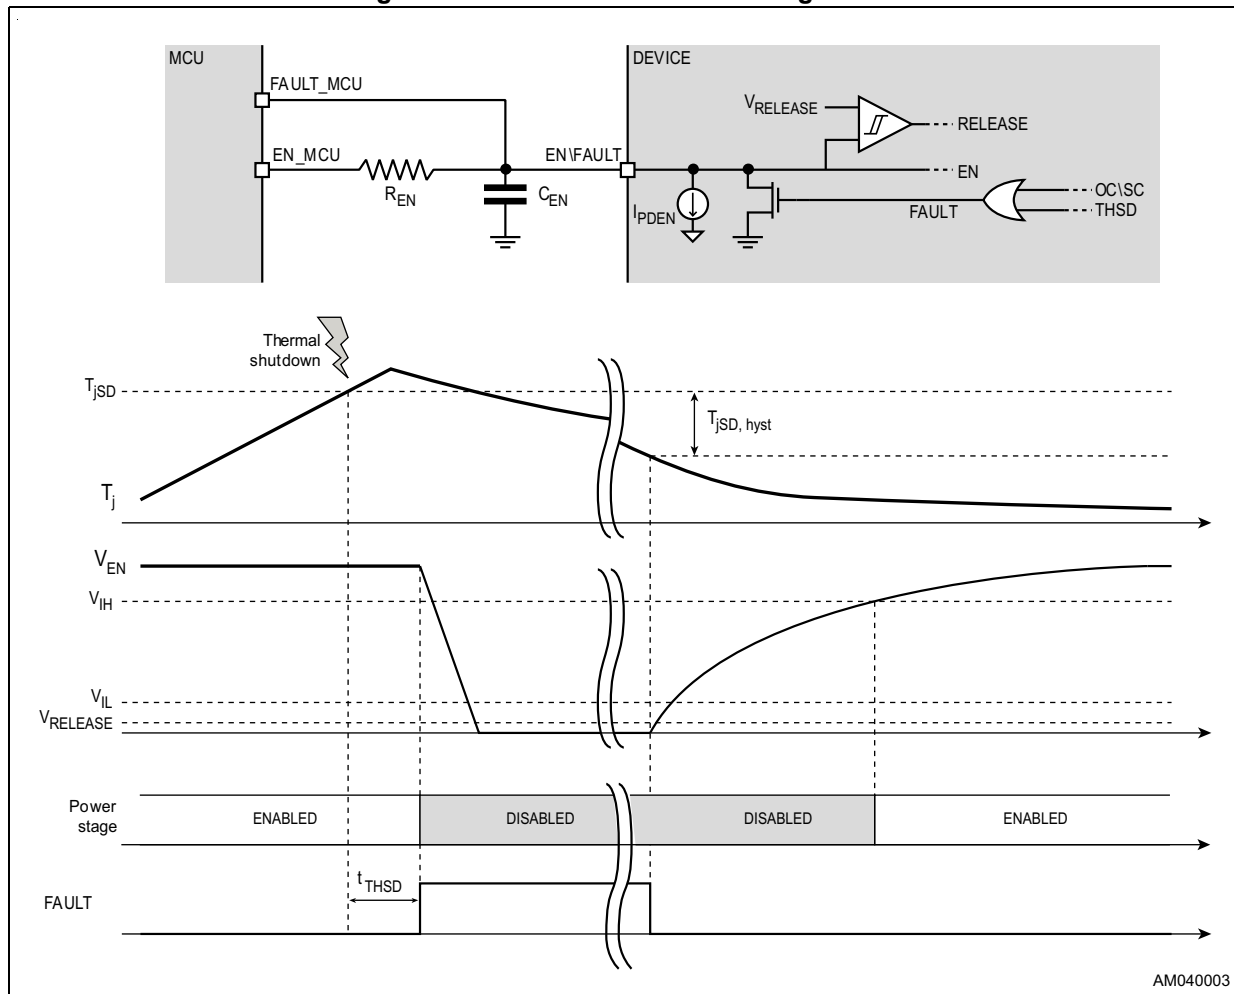 MCU
DEVICE
FAULT_MCU
V_RELEASE
RELEASE
EN_MCU
EN\FAULT
EN
R_EN
C_EN
I_PDEN
FAULT
OC\SC
THSD
Thermal
shutdown
T_jSD
T_jSD, hyst
T_j
V_EN
V_IH
V_IL
V_RELEASE
Power
stage
ENABLED
DISABLED
DISABLED
ENABLED
t_THSD
FAULT
AM040003